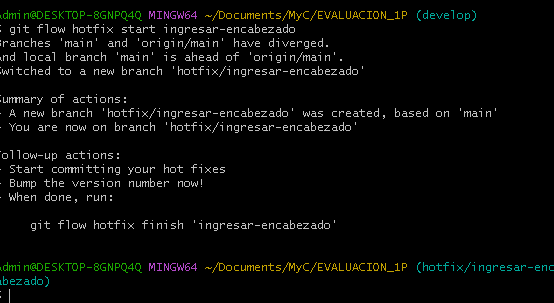 Admin@DESKTOP-8GNPQ4Q MINGW64 ~/Documents/MyC/EVALUACION_1P (develop)
$ git flow hotfix start ingresar-encabezado
Branches 'main' and 'origin/main' have diverged.
And local branch 'main' is ahead of 'origin/main'.
Switched to a new branch 'hotfix/ingresar-encabezado'

Summary of actions:
- A new branch 'hotfix/ingresar-encabezado' was created, based on 'main'
- You are now on branch 'hotfix/ingresar-encabezado'

Follow-up actions:
- Start committing your hot fixes
- Bump the version number now!
- When done, run:

     git flow hotfix finish 'ingresar-encabezado'

Admin@DESKTOP-8GNPQ4Q MINGW64 ~/Documents/MyC/EVALUACION_1P (hotfix/ingresar-enc
abezado)
$